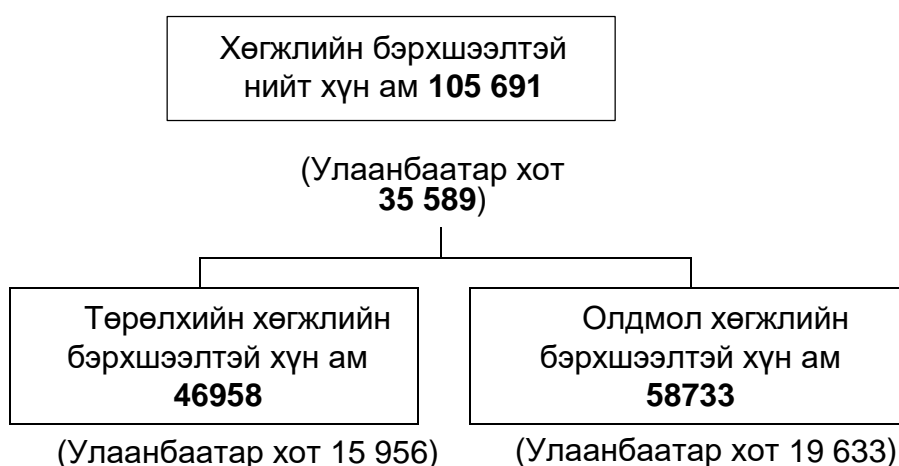 Хөгжлийн бэрхшээлтэй
нийт хүн ам 105 691
(Улаанбаатар хот
35 589)
Төрөлхийн хөгжлийн
бэрхшээлтэй хүн ам
46958
Олдмол хөгжлийн
бэрхшээлтэй хүн ам
58733
(Улаанбаатар хот 15 956)
(Улаанбаатар хот 19 633)